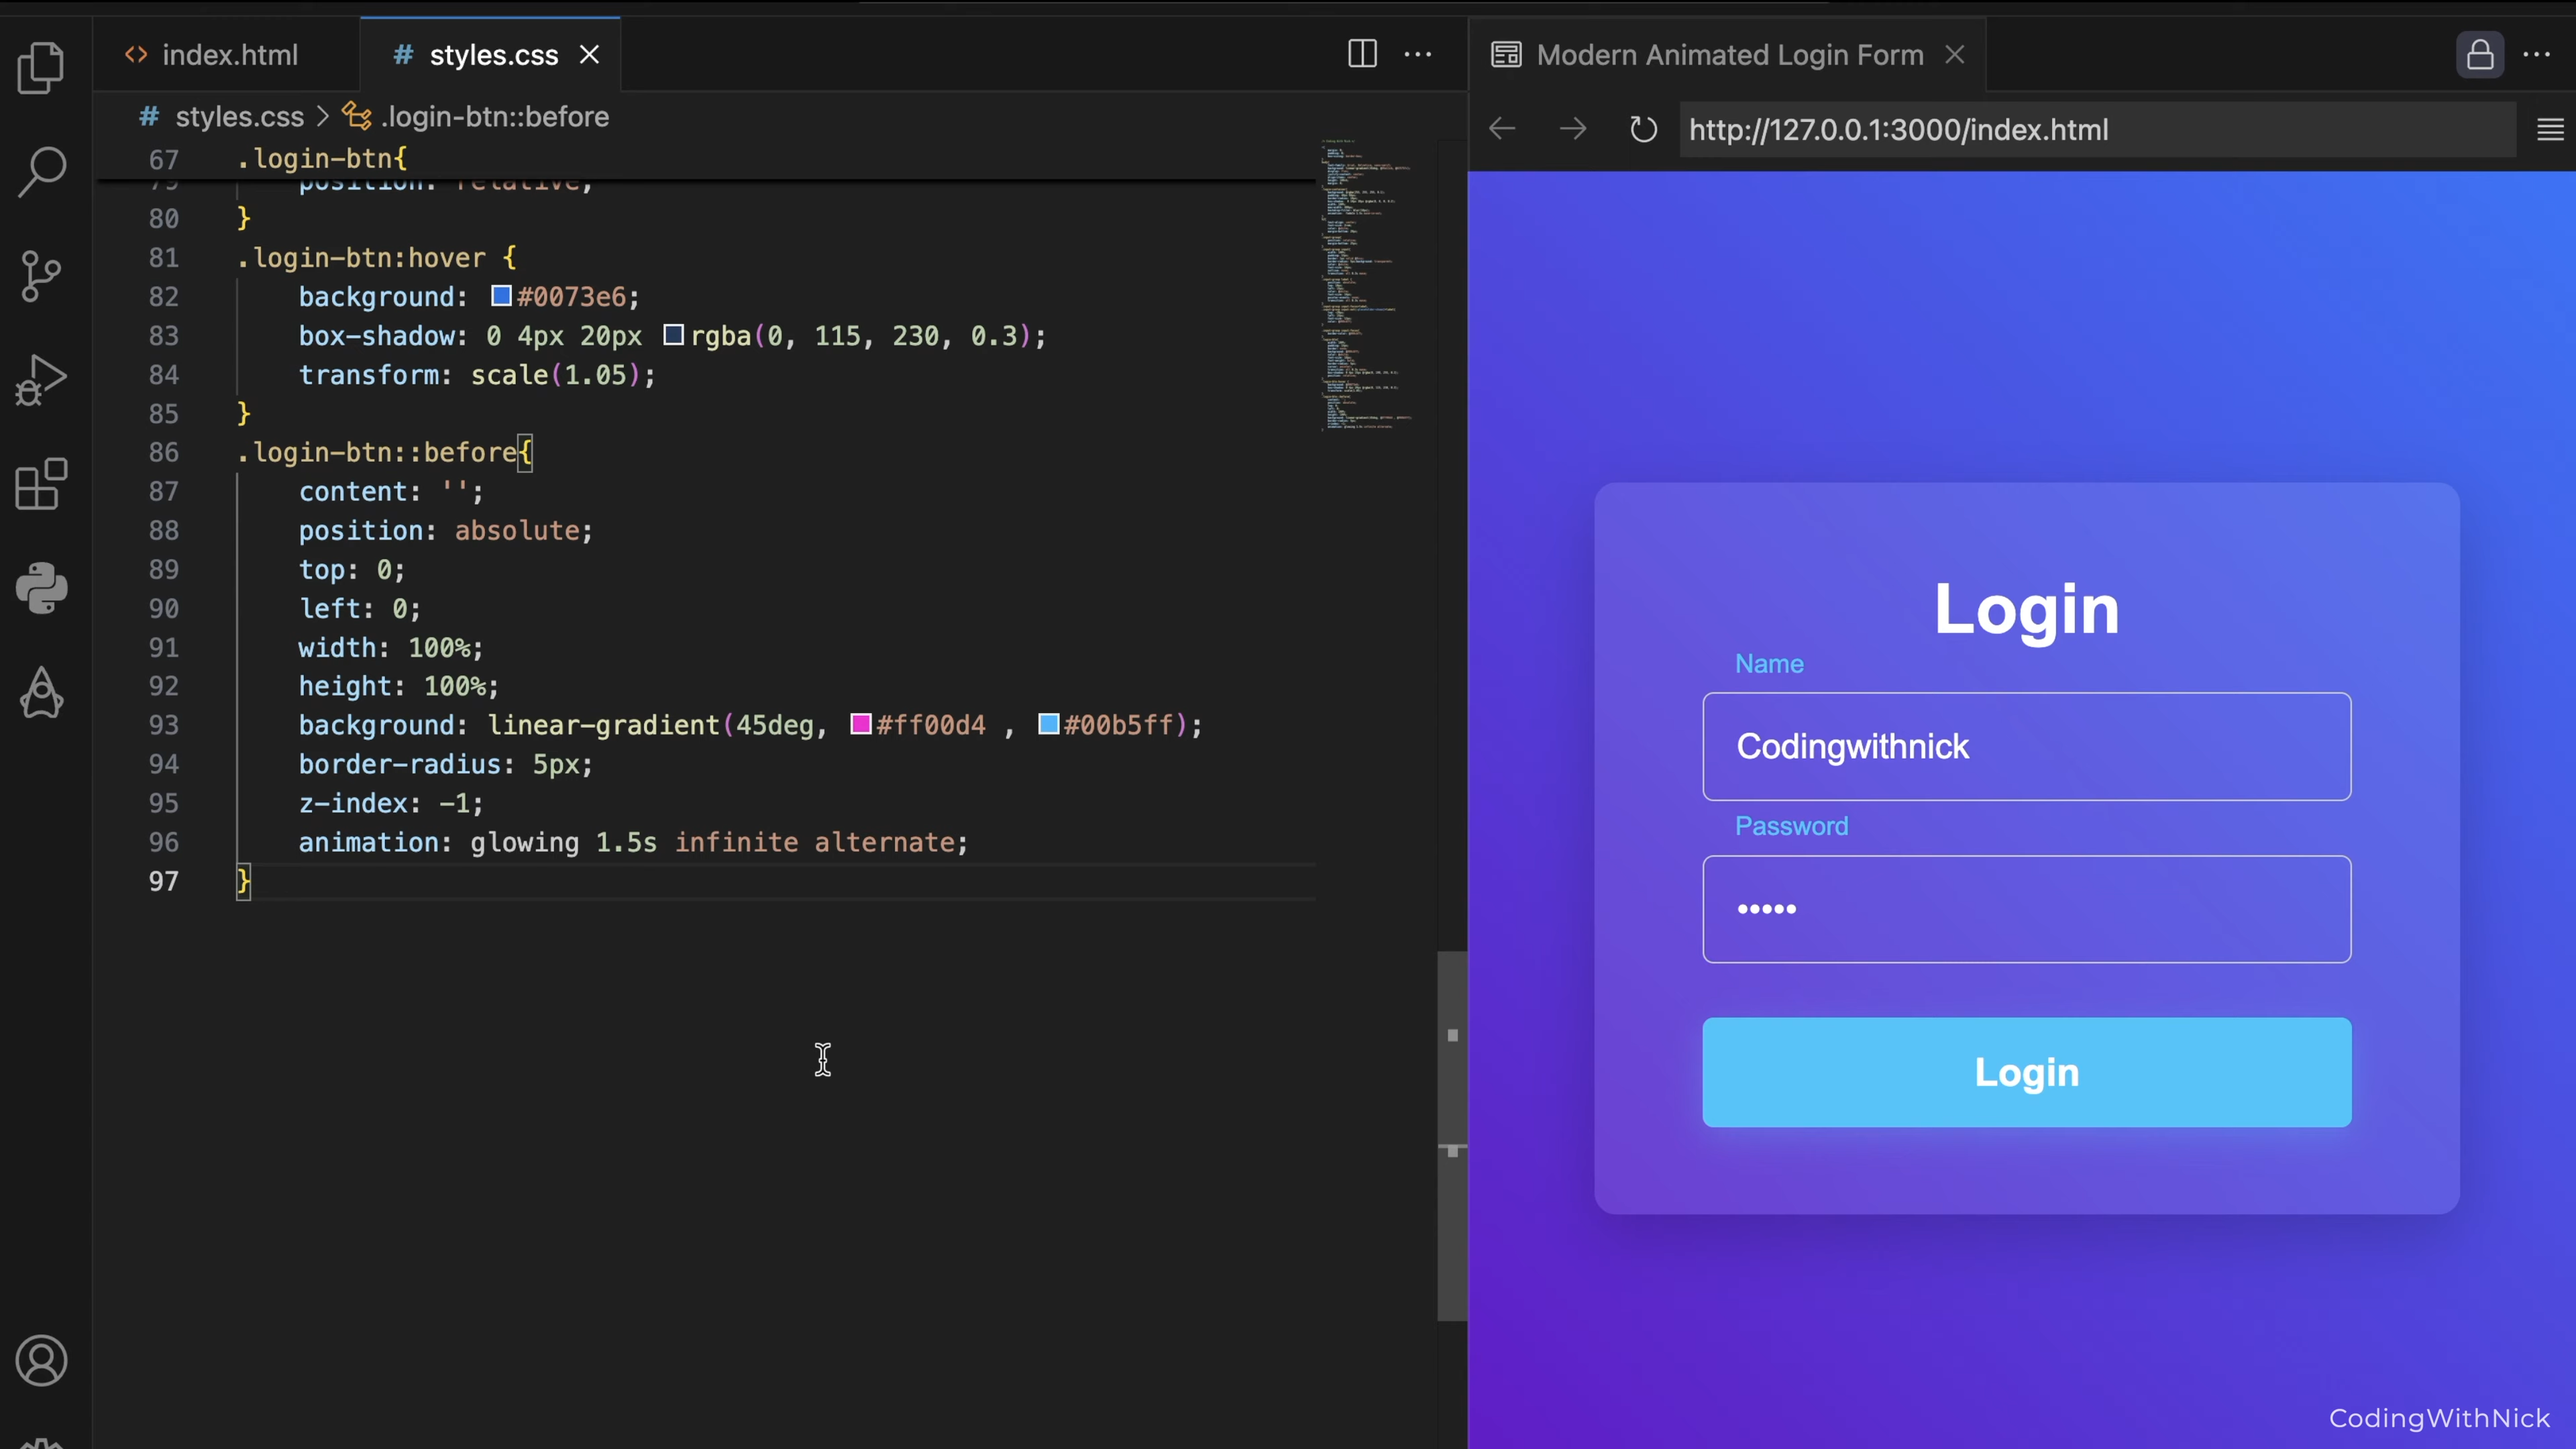 index.html
# styles.css
Modern Animated Login Form
# styles.css > .login-btn::before
http://127.0.0.1:3000/index.html
67 .login-btn{
79 position: relative;
80 }
81 .login-btn:hover {
82 background: #0073e6;
83 box-shadow: 0 4px 20px rgba(0, 115, 230, 0.3);
84 transform: scale(1.05);
85 }
86 .login-btn::before{
87 content: '';
88 position: absolute;
89 top: 0;
90 left: 0;
91 width: 100%;
92 height: 100%;
93 background: linear-gradient(45deg, #ff00d4 , #00b5ff);
94 border-radius: 5px;
95 z-index: -1;
96 animation: glowing 1.5s infinite alternate;
97 }
Login
Name
Codingwithnick
Password
•••••
Login
CodingWithNick